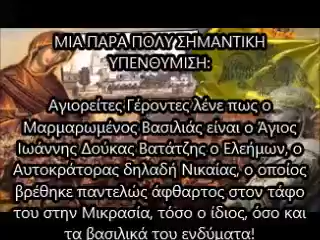 ΜΙΑ ΠΑΡΑ ΠΟΛΥ ΣΗΜΑΝΤΙΚΗ
ΥΠΕΝΘΥΜΙΣΗ:
Αγιορείτες Γέροντες λένε πως ο
Μαρμαρωμένος Βασιλιάς είναι ο Άγιος
Ιωάννης Δούκας Βατάτζης ο Ελεήμων, ο
Αυτοκράτορας δηλαδή Νικαίας, ο οποίος
βρέθηκε παντελώς άφθαρτος στον τάφο
του στην Μικρασία, τόσο ο ίδιος, όσο και
τα βασιλικά του ενδύματα!